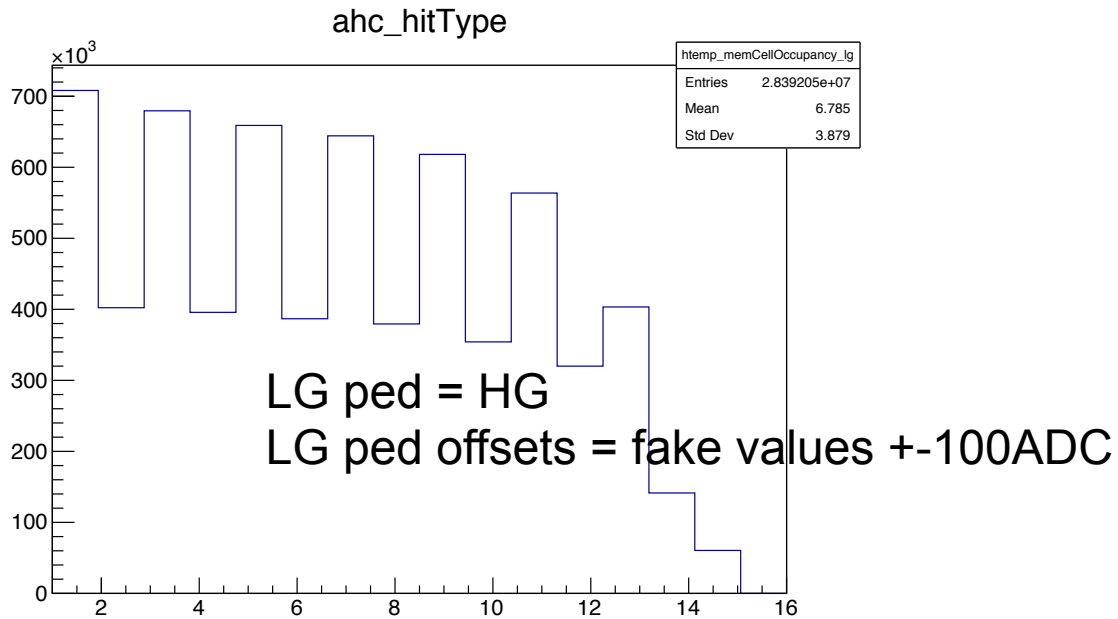 ahc_hitType
×10³
htemp_memCellOccupancy_lg
Entries 2.839205e+07
Mean 6.785
Std Dev 3.879
700
600
500
400
300
200
100
0
LG ped = HG
LG ped offsets = fake values +-100ADC
2 4 6 8 10 12 14 16